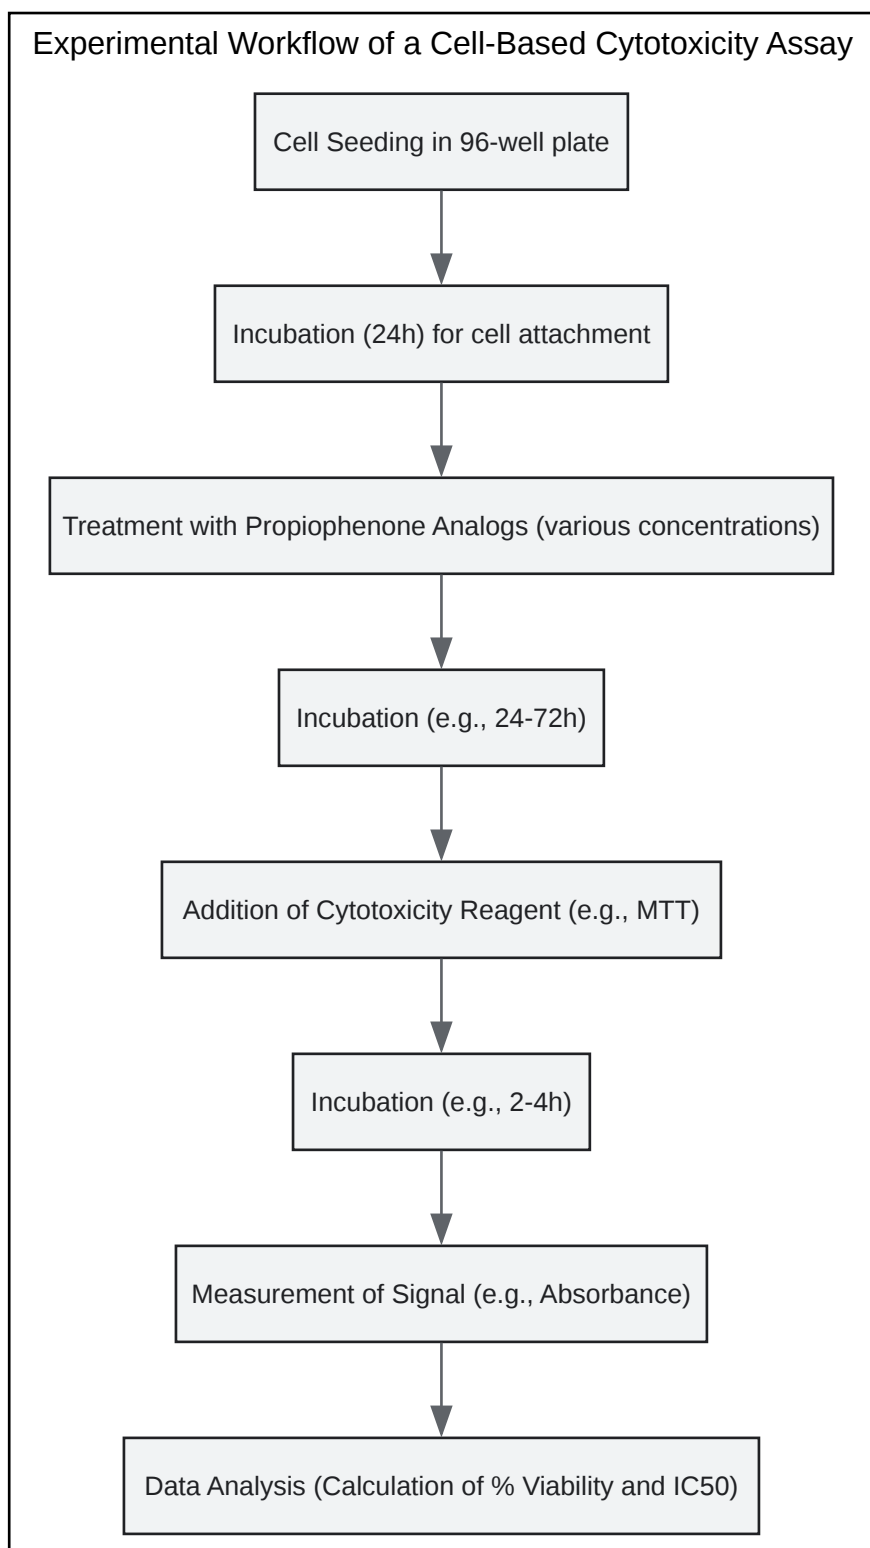 Experimental Workflow of a Cell-Based Cytotoxicity Assay
Cell Seeding in 96-well plate
Incubation (24h) for cell attachment
Treatment with Propiophenone Analogs (various concentrations)
Incubation (e.g., 24-72h)
Addition of Cytotoxicity Reagent (e.g., MTT)
Incubation (e.g., 2-4h)
Measurement of Signal (e.g., Absorbance)
Data Analysis (Calculation of % Viability and IC50)